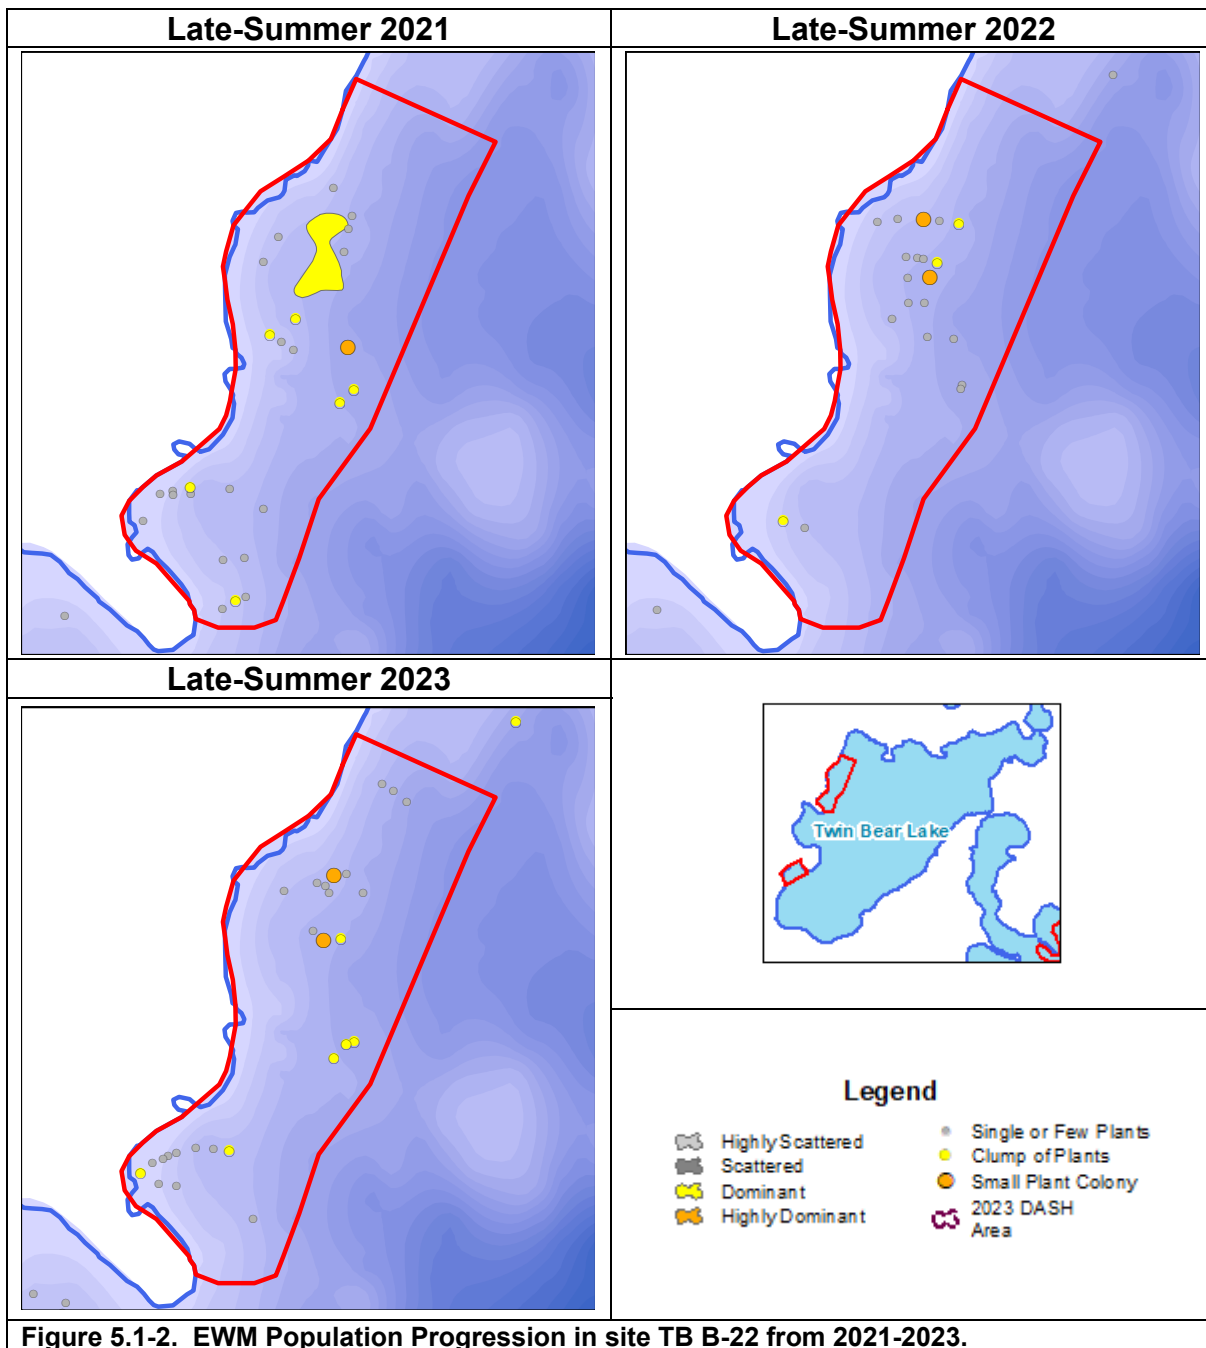 Late-Summer 2021
Late-Summer 2022
Late-Summer 2023
Twin Bear Lake
Legend
Highly Scattered
Scattered
Dominant
Highly Dominant
Single or Few Plants
Clump of Plants
Small Plant Colony
2023 DASH
Area
Figure 5.1-2. EWM Population Progression in site TB B-22 from 2021-2023.